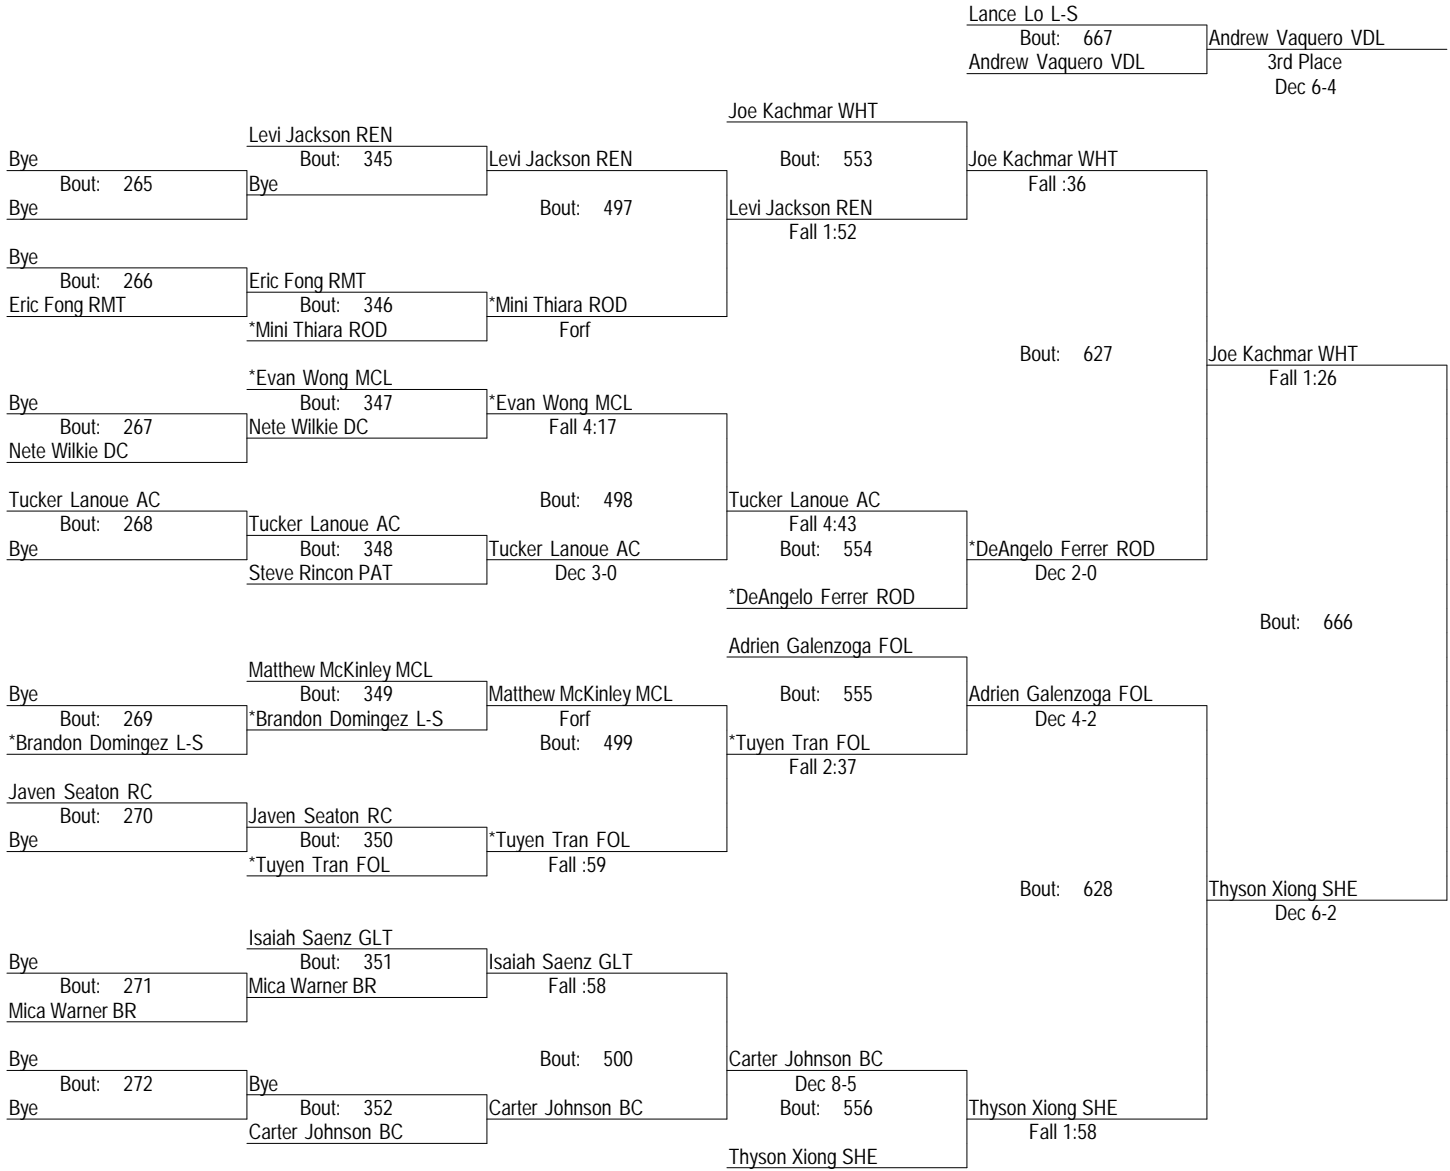 Lance Lo L-S
Bout: 667
Andrew Vaquero VDL
Andrew Vaquero VDL
3rd Place
Dec 6-4
Joe Kachmar WHT
Levi Jackson REN
Bye
Bout: 345
Levi Jackson REN
Bout: 553
Joe Kachmar WHT
Bout: 265
Bye
Fall :36
Bye
Bout: 497
Levi Jackson REN
Fall 1:52
Bye
Bout: 266
Eric Fong RMT
Eric Fong RMT
Bout: 346
*Mini Thiara ROD
*Mini Thiara ROD
Forf
Bout: 627
Joe Kachmar WHT
Fall 1:26
*Evan Wong MCL
Bye
Bout: 347
*Evan Wong MCL
Bout: 267
Nete Wilkie DC
Fall 4:17
Nete Wilkie DC
Tucker Lanoue AC
Bout: 498
Tucker Lanoue AC
Bout: 268
Tucker Lanoue AC
Fall 4:43
Bye
Bout: 348
Tucker Lanoue AC
Bout: 554
*DeAngelo Ferrer ROD
Steve Rincon PAT
Dec 3-0
Dec 2-0
*DeAngelo Ferrer ROD
Bout: 666
Adrien Galenzoga FOL
Matthew McKinley MCL
Bye
Bout: 349
Matthew McKinley MCL
Bout: 555
Adrien Galenzoga FOL
Bout: 269
*Brandon Domingez L-S
Forf
Dec 4-2
*Brandon Domingez L-S
Bout: 499
*Tuyen Tran FOL
Fall 2:37
Javen Seaton RC
Bout: 270
Javen Seaton RC
Bye
Bout: 350
*Tuyen Tran FOL
*Tuyen Tran FOL
Fall :59
Bout: 628
Thyson Xiong SHE
Dec 6-2
Isaiah Saenz GLT
Bye
Bout: 351
Isaiah Saenz GLT
Bout: 271
Mica Warner BR
Fall :58
Mica Warner BR
Bye
Bout: 500
Carter Johnson BC
Bout: 272
Bye
Dec 8-5
Bye
Bout: 352
Carter Johnson BC
Bout: 556
Thyson Xiong SHE
Carter Johnson BC
Fall 1:58
Thyson Xiong SHE